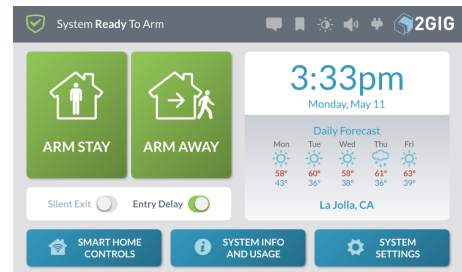 System Ready To Arm
2GIG
ARM STAY
ARM AWAY
Silent Exit
Entry Delay
3:33pm
Monday, May 11
Daily Forecast
Mon Tue Wed Thu Fri
58° 60° 58° 61° 63°
43° 36° 38° 36° 39°
La Jolla, CA
SMART HOME
CONTROLS
SYSTEM INFO
AND USAGE
SYSTEM
SETTINGS